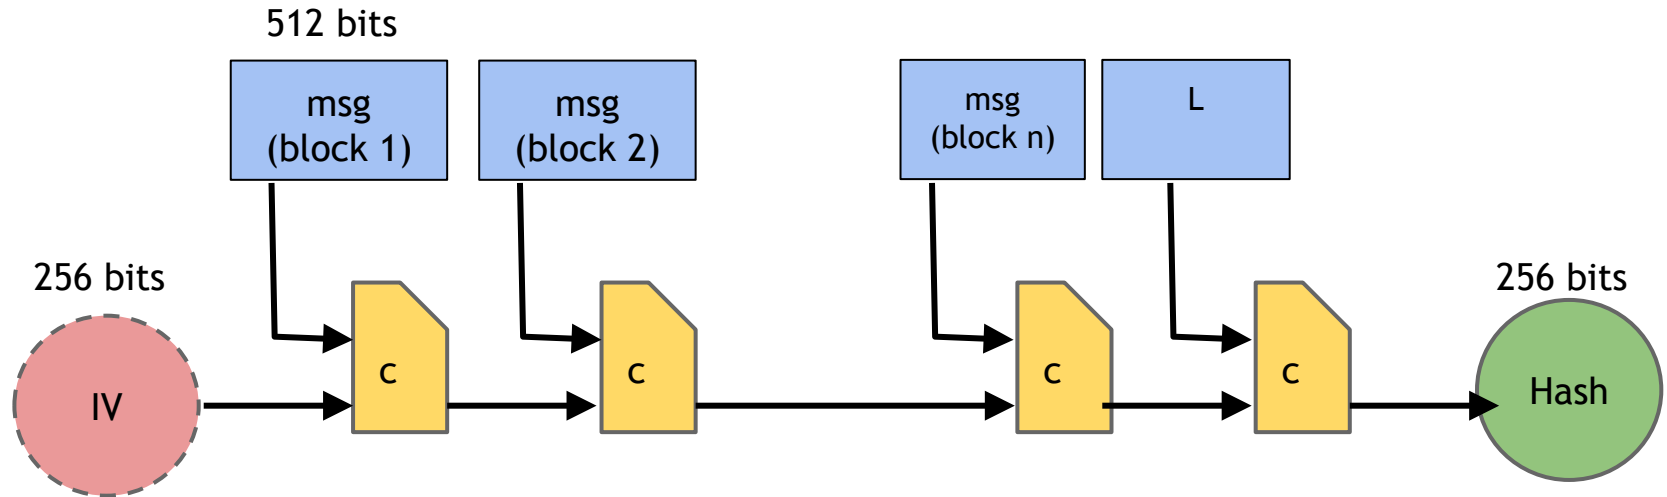 512 bits
msg
(block 1)
msg
(block 2)
msg
(block n)
L
256 bits
256 bits
IV
c
c
c
c
Hash